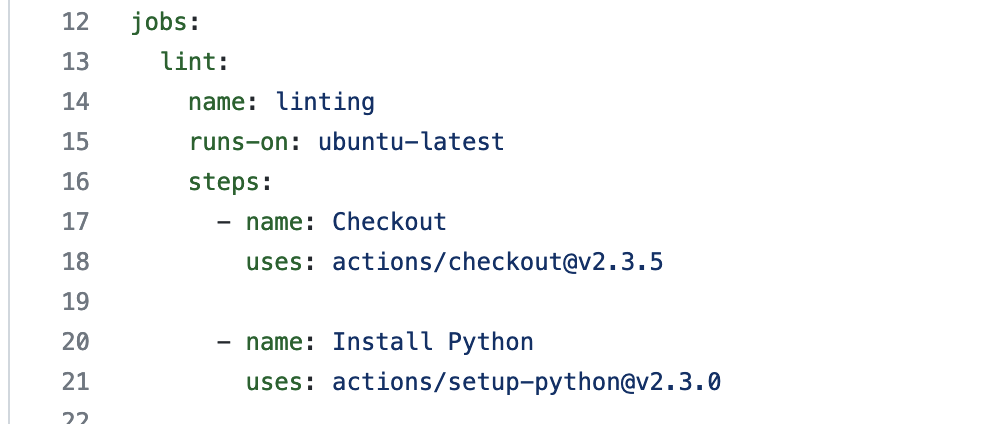 12 jobs:
13   lint:
14     name: linting
15     runs-on: ubuntu-latest
16     steps:
17       - name: Checkout
18         uses: actions/checkout@v2.3.5
19
20       - name: Install Python
21         uses: actions/setup-python@v2.3.0
22